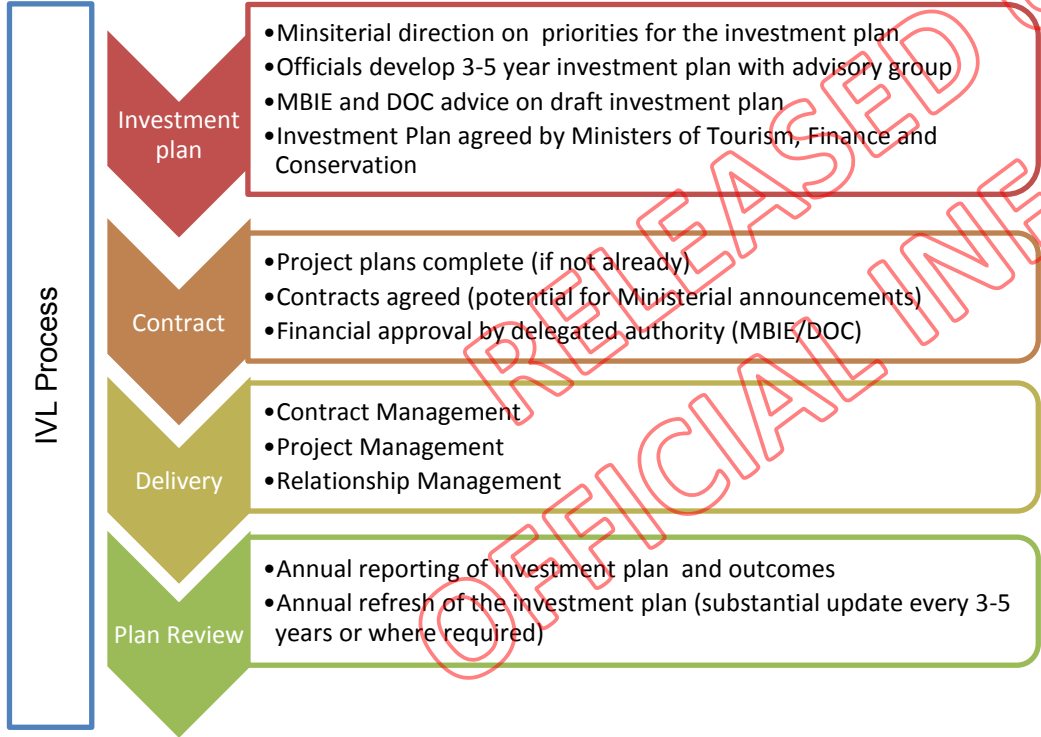 IVL Process
Investment
plan
•Minsiterial direction on  priorities for the investment plan
•Officials develop 3-5 year investment plan with advisory group
•MBIE and DOC advice on draft investment plan
•Investment Plan agreed by Ministers of Tourism, Finance and
Conservation
Contract
•Project plans complete (if not already)
•Contracts agreed (potential for Ministerial announcements)
•Financial approval by delegated authority (MBIE/DOC)
Delivery
•Contract Management
•Project Management
•Relationship Management
Plan Review
•Annual reporting of investment plan  and outcomes
•Annual refresh of the investment plan (substantial update every 3-5
years or where required)
RELEASED
OFFICIAL